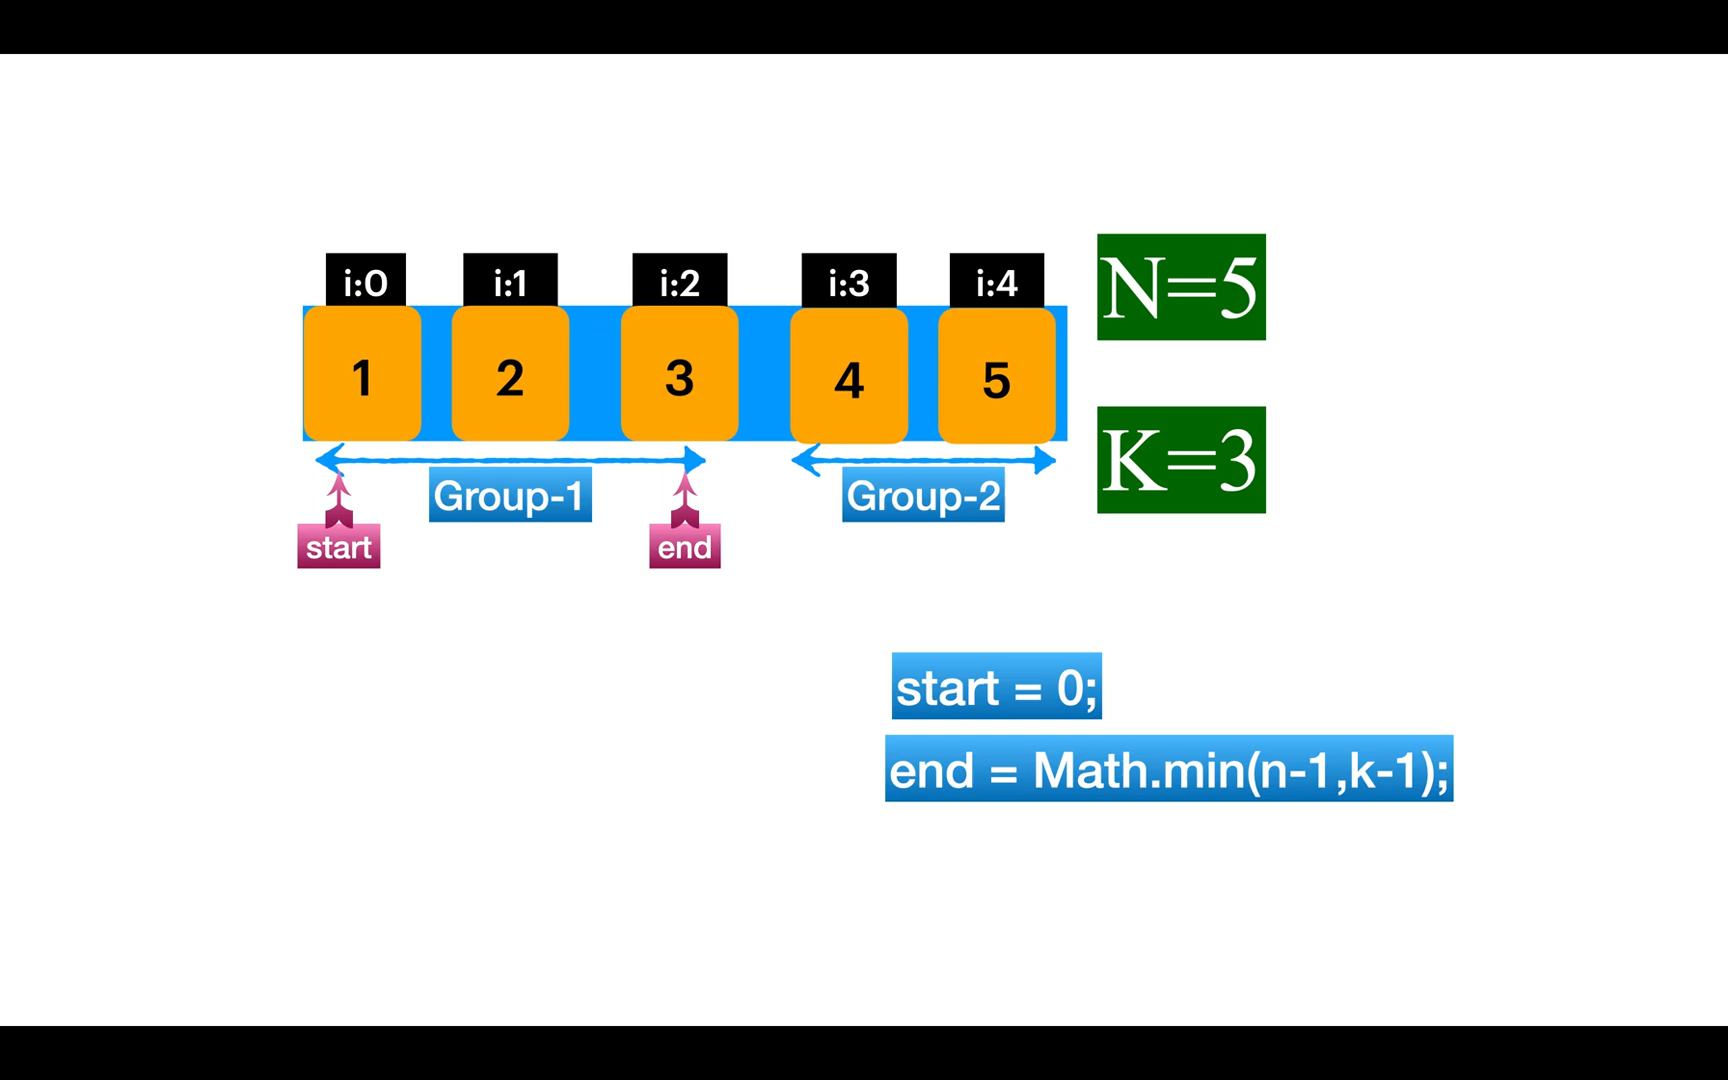 i:0 i:1 i:2 i:3 i:4
N=5
1 2 3 4 5
K=3
Group-1 Group-2
start end
start = 0;
end = Math.min(n-1,k-1);